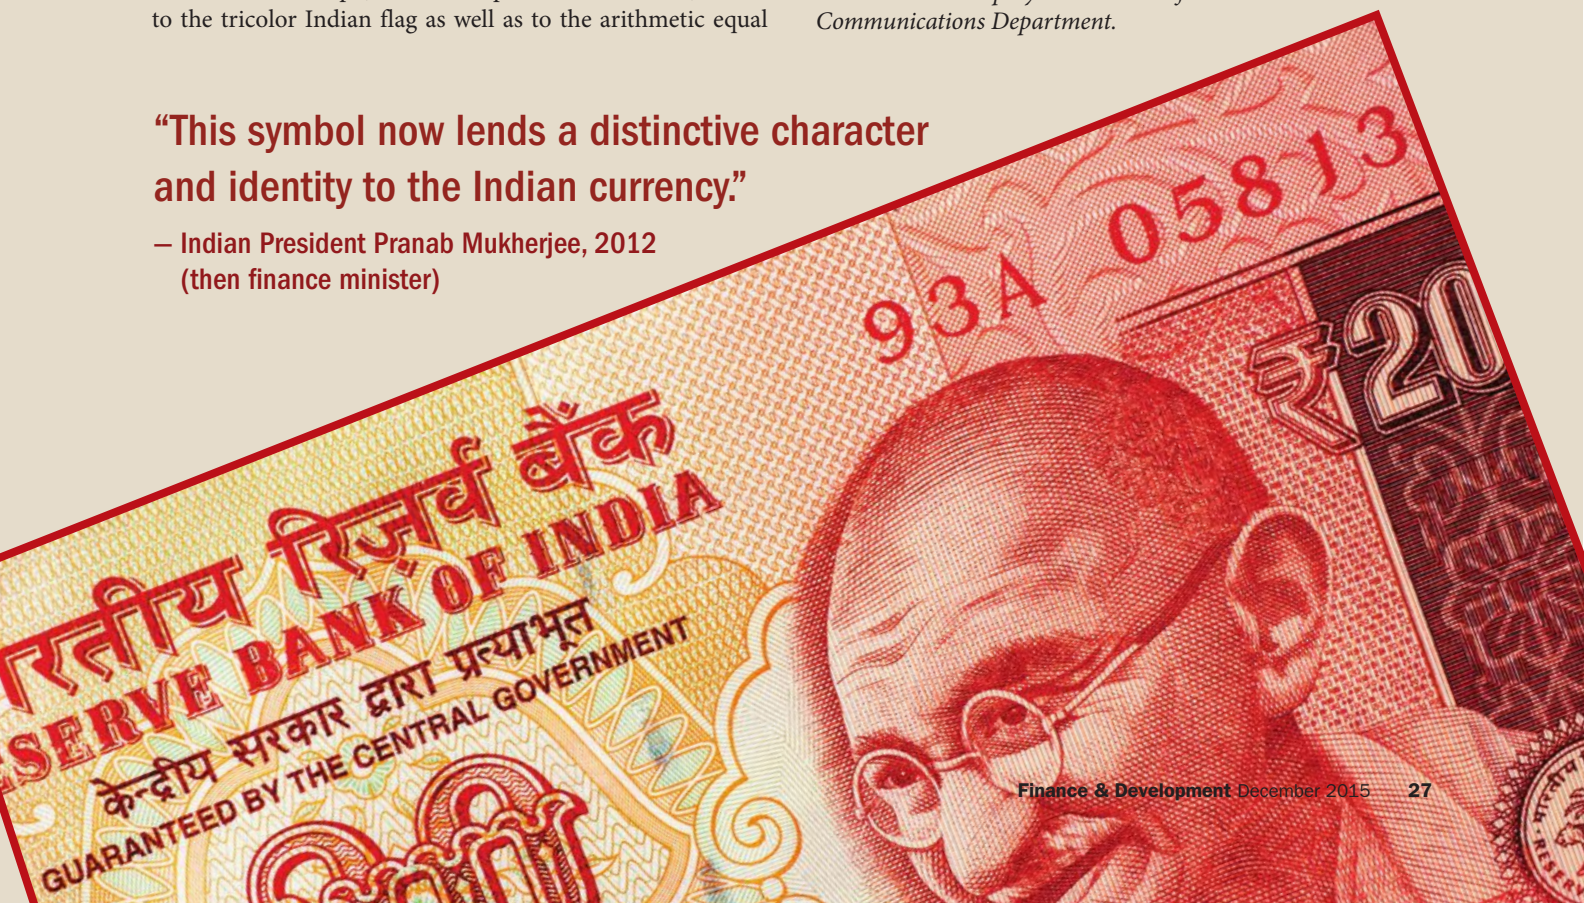 to the tricolor Indian flag as well as to the arithmetic equal
Communications Department.
“This symbol now lends a distinctive character
and identity to the Indian currency.”
— Indian President Pranab Mukherjee, 2012
(then finance minister)
93A 05813
₹20
रतीय रिज़र्व बैंक
SERVE BANK OF INDIA
केन्द्रीय सरकार द्वारा प्रत्याभूत
GUARANTEED BY THE CENTRAL GOVERNMENT
Finance & Development December 2015 27